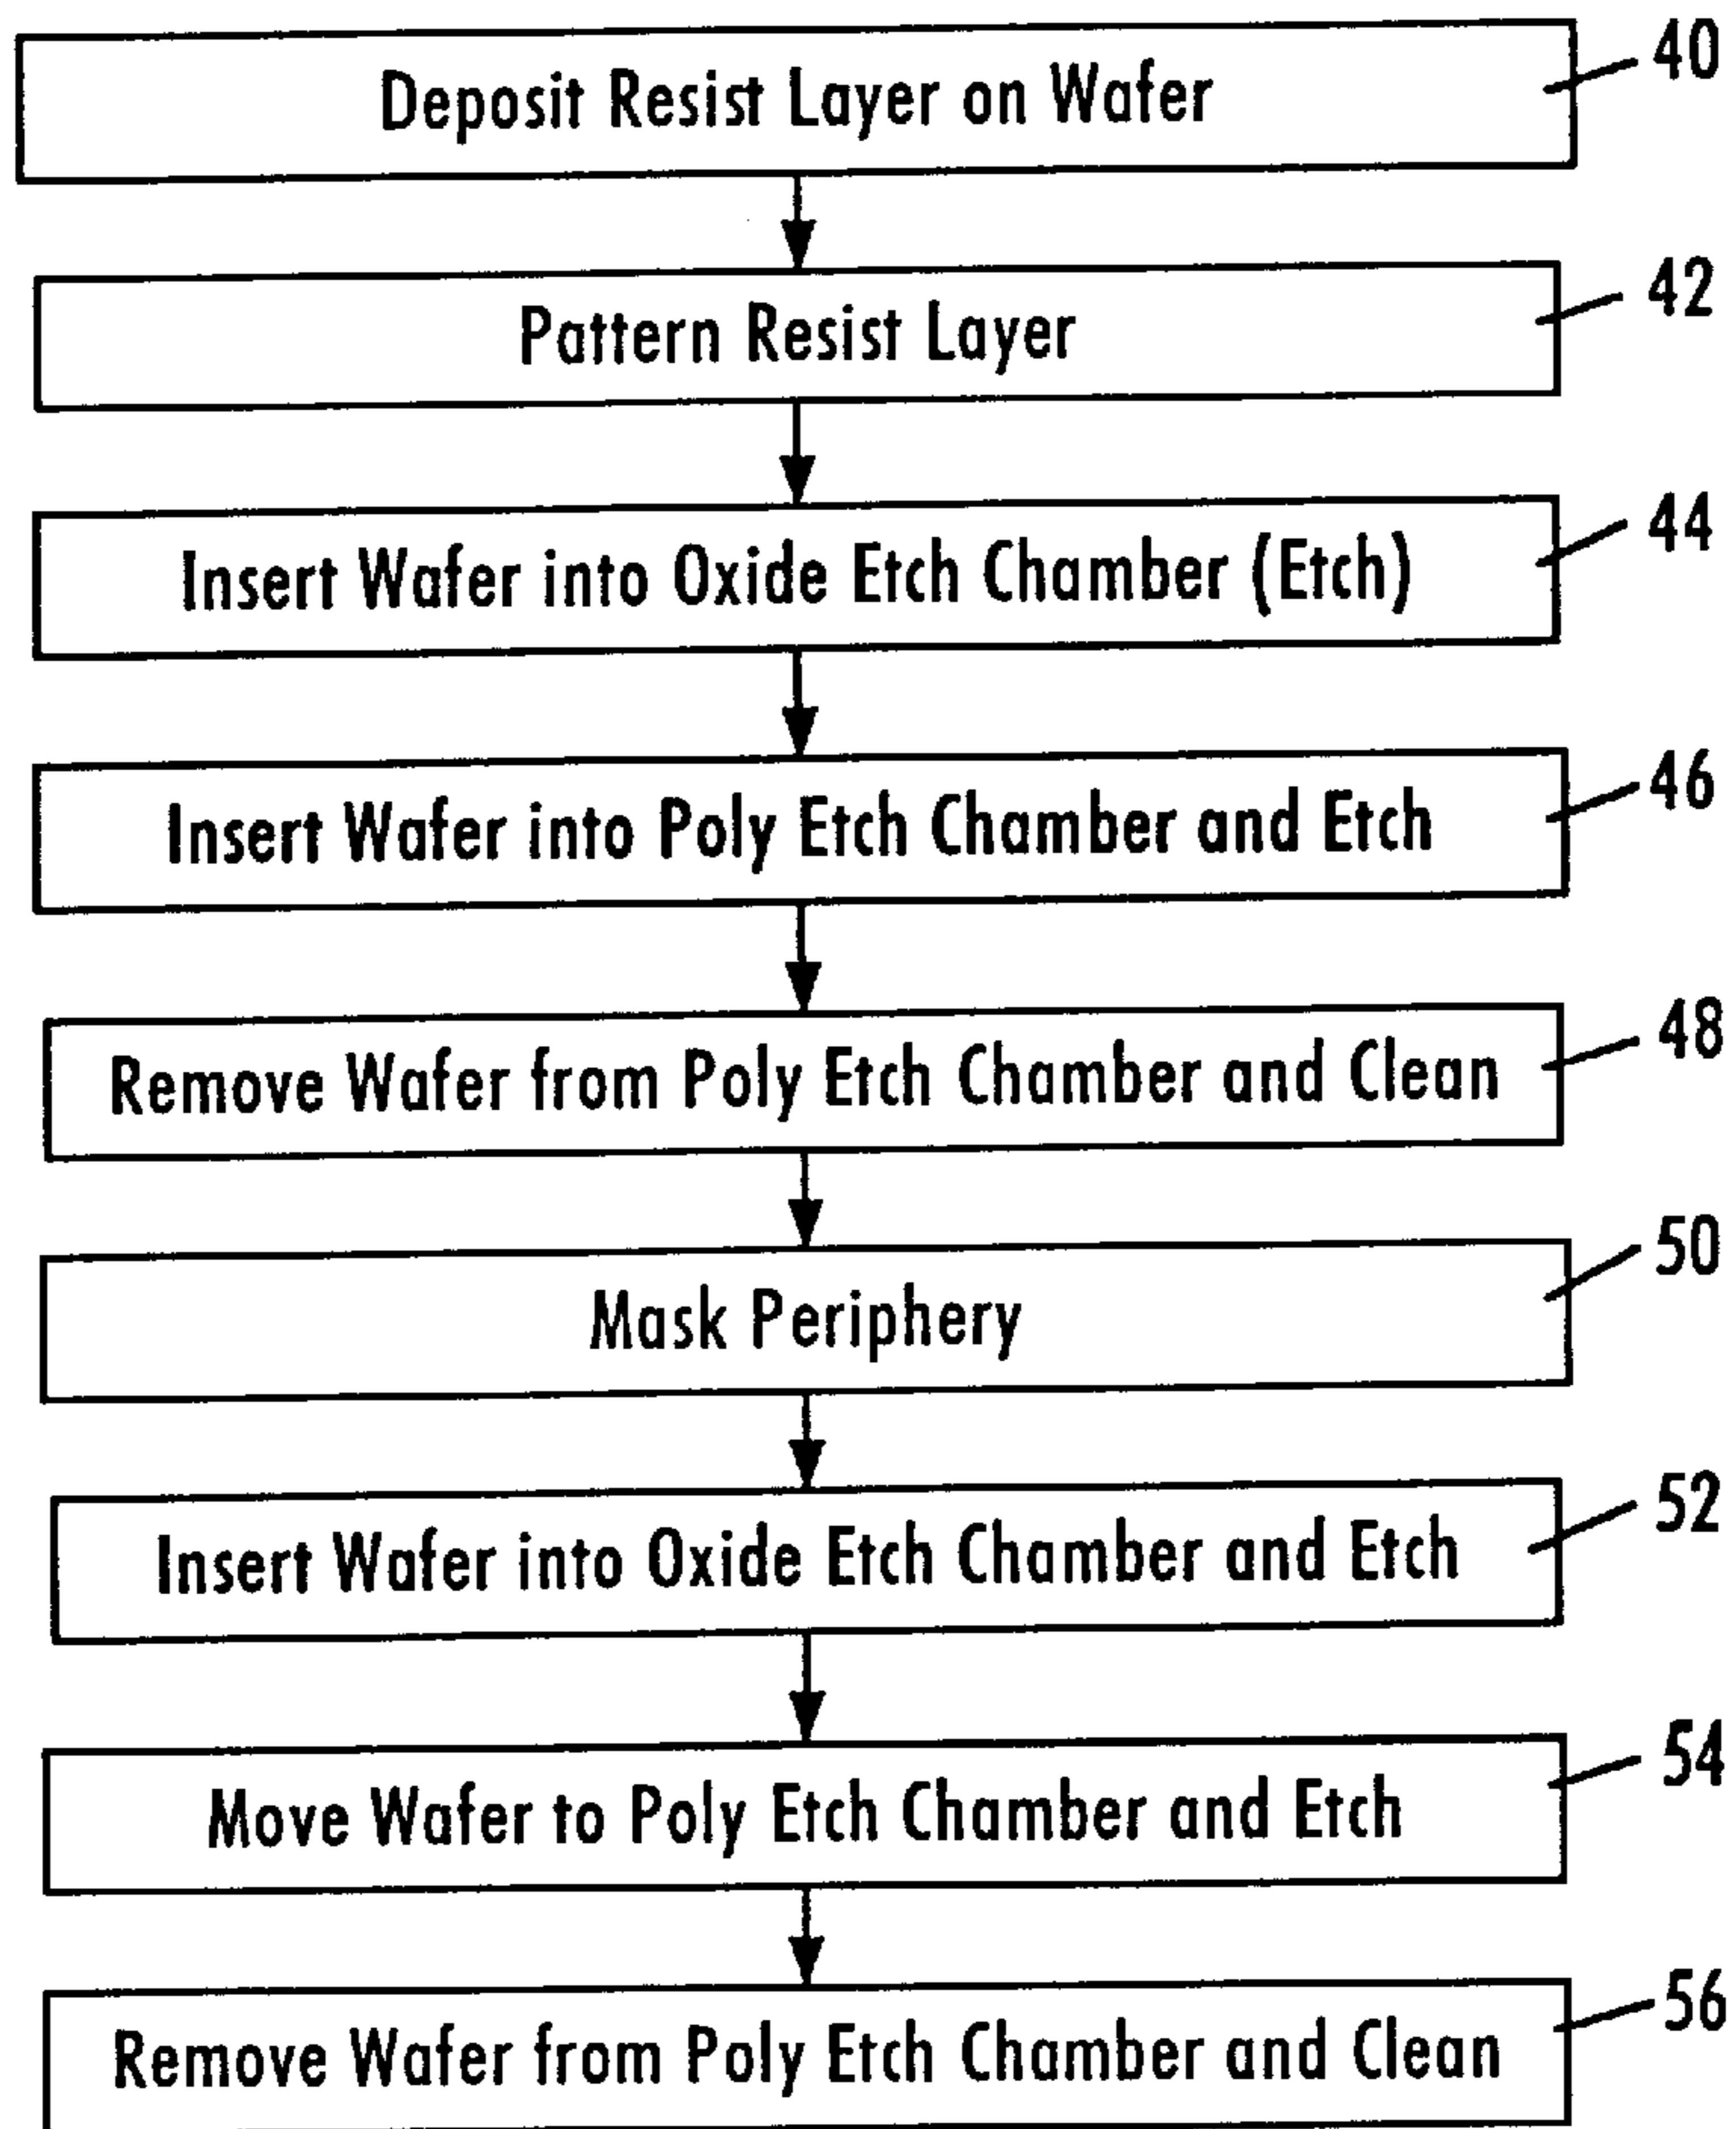 Deposit Resist Layer on Wafer 40
Pattern Resist Layer 42
Insert Wafer into Oxide Etch Chamber (Etch) 44
Insert Wafer into Poly Etch Chamber and Etch 46
Remove Wafer from Poly Etch Chamber and Clean 48
Mask Periphery 50
Insert Wafer into Oxide Etch Chamber and Etch 52
Move Wafer to Poly Etch Chamber and Etch 54
Remove Wafer from Poly Etch Chamber and Clean 56